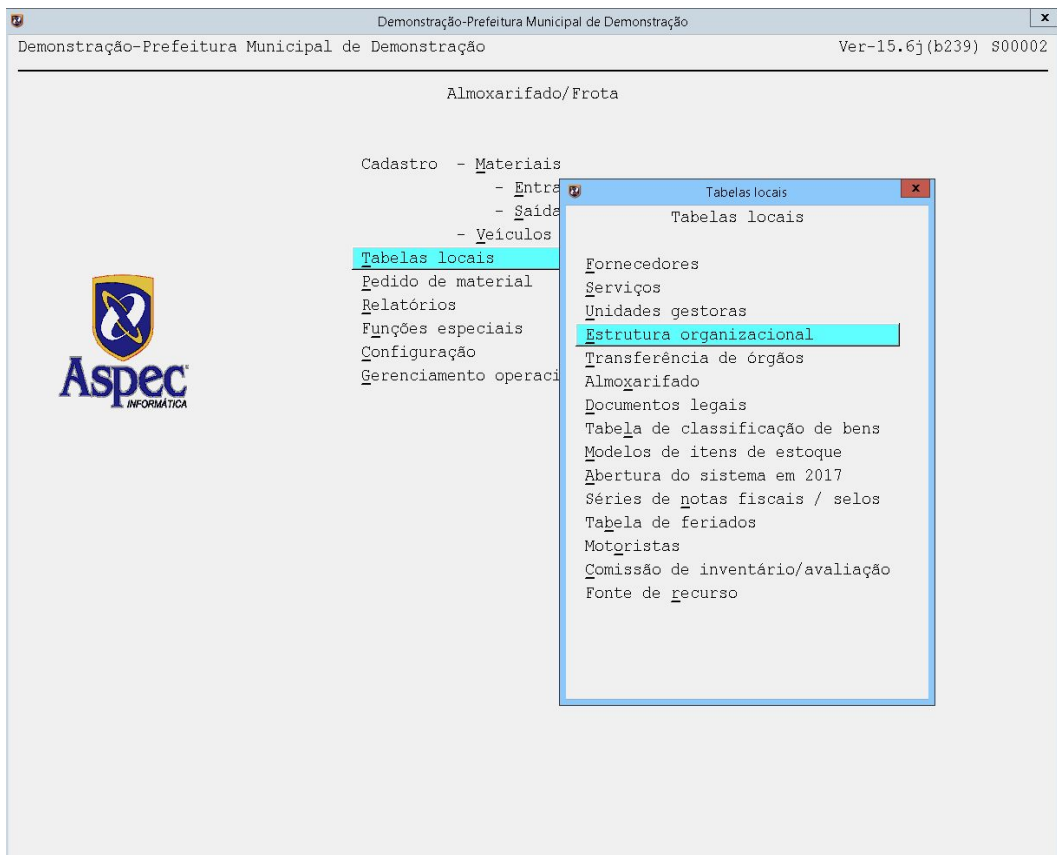 Demonstração-Prefeitura Municipal de Demonstração
x
Demonstração-Prefeitura Municipal de Demonstração Ver-15.6j(b239) S00002
Almoxarifado/Frota
Cadastro - Materiais
- Entra
- Saída
- Veículos
Tabelas locais
Pedido de material
Relatórios
Funções especiais
Configuração
Gerenciamento operaci
Aspec
INFORMÁTICA
Tabelas locais
x
Tabelas locais
Fornecedores
Serviços
Unidades gestoras
Estrutura organizacional
Transferência de órgãos
Almoxarifado
Documentos legais
Tabela de classificação de bens
Modelos de itens de estoque
Abertura do sistema em 2017
Séries de notas fiscais / selos
Tabela de feriados
Motoristas
Comissão de inventário/avaliação
Fonte de recurso